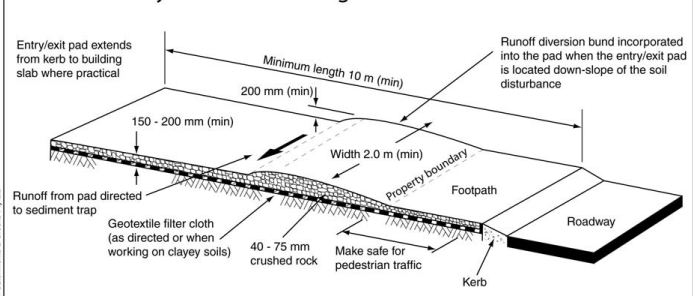 Entry/exit pad extends
from kerb to building
slab where practical
Minimum length 10 m (min)
Runoff diversion bund incorporated
into the pad when the entry/exit pad
is located down-slope of the soil
disturbance
200 mm (min)
150 - 200 mm (min)
Width 2.0 m (min)
Property boundary
Footpath
Roadway
Runoff from pad directed
to sediment trap
Geotextile filter cloth
(as directed or when
working on clayey soils)
40 - 75 mm
crushed rock
Make safe for
pedestrian traffic
Kerb